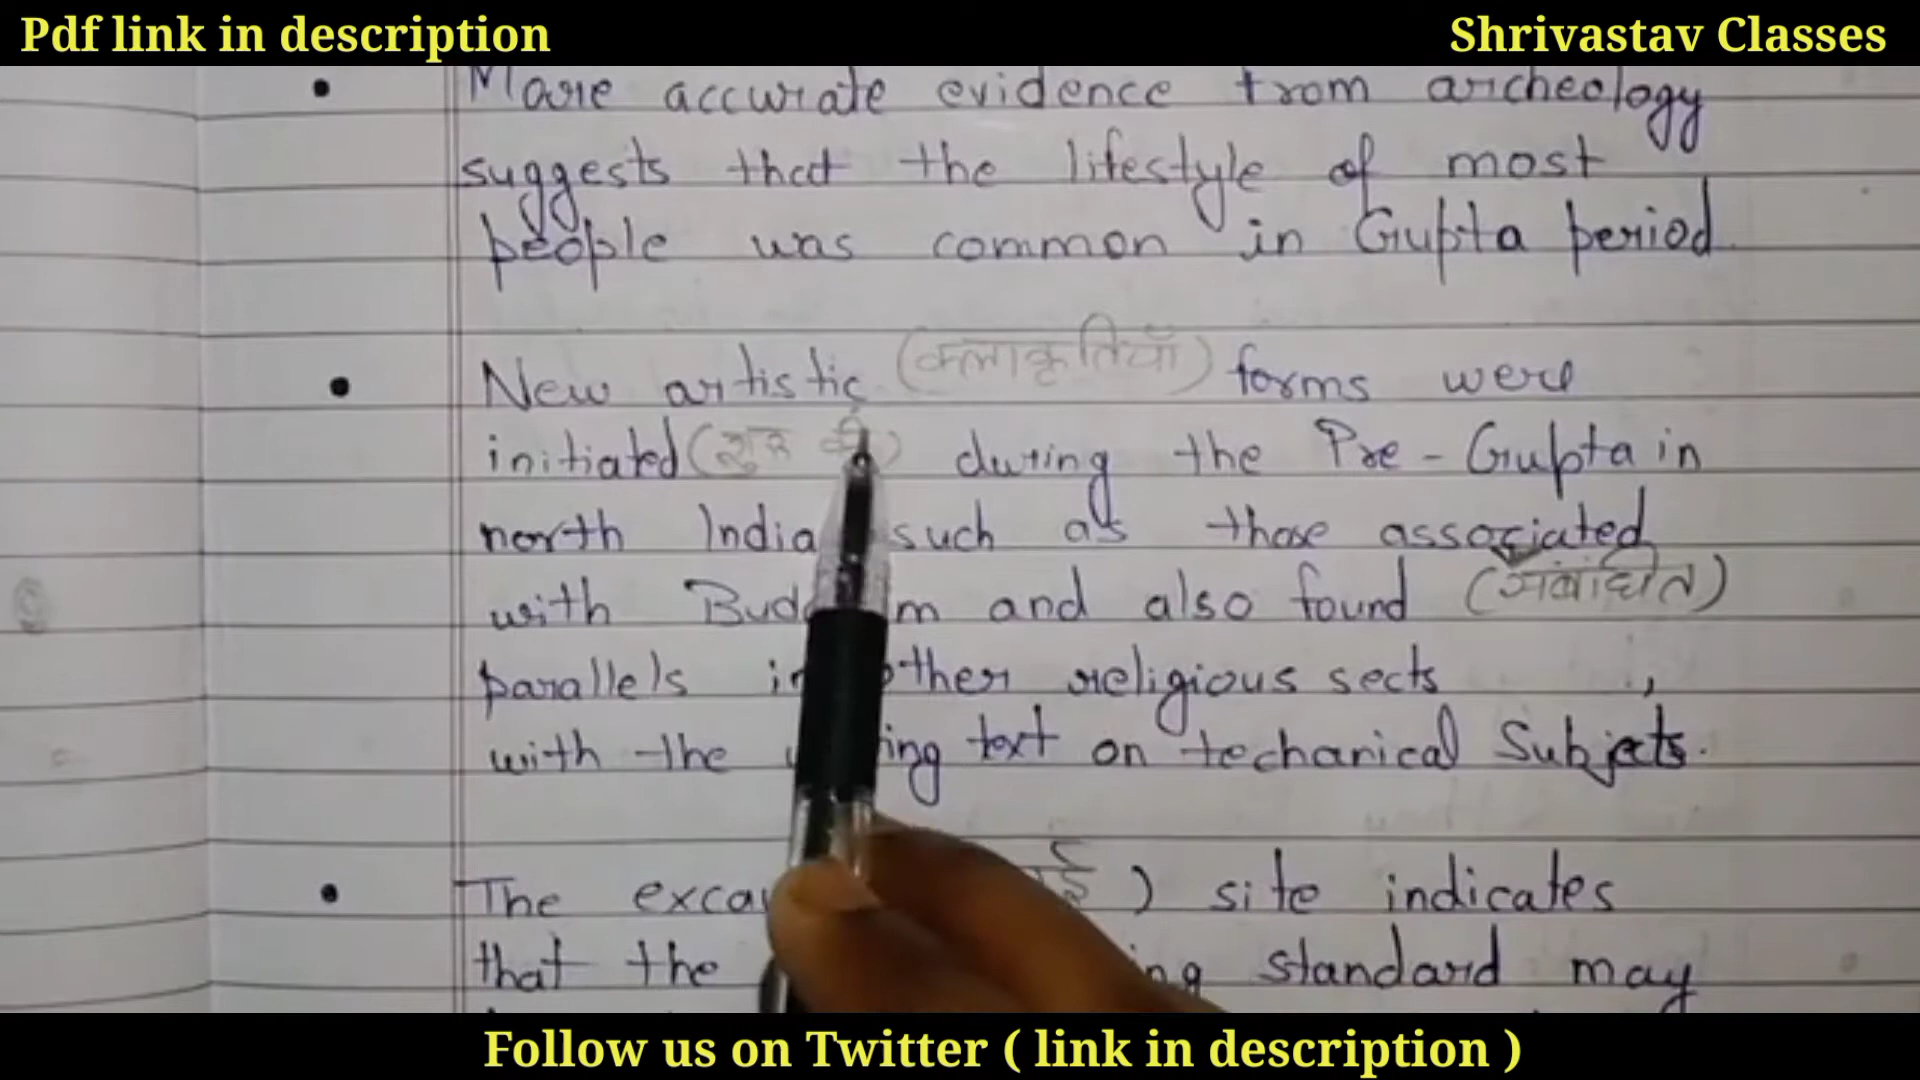 Pdf link in description
Shrivastav Classes
• More accurate evidence from archeology
suggests that the lifestyle of most
people was common in Gupta period
• New artistic (कलाकृतियाँ) forms were
initiated (शुरु की) during the Pre - Gupta in
north India such as those associated
with and also found (संबंधित)
parallels in other religious sects ,
with the text on techanical Subjects.
• The ) site indicates
that the standard may
Follow us on Twitter ( link in description )